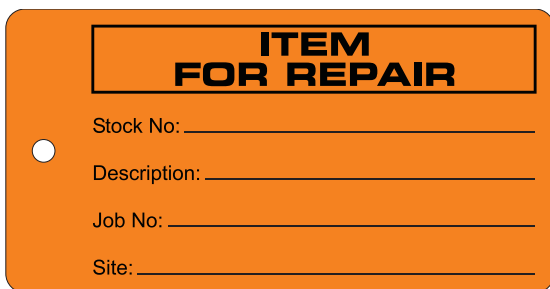 ITEM
FOR REPAIR
Stock No:
Description:
Job No:
Site: